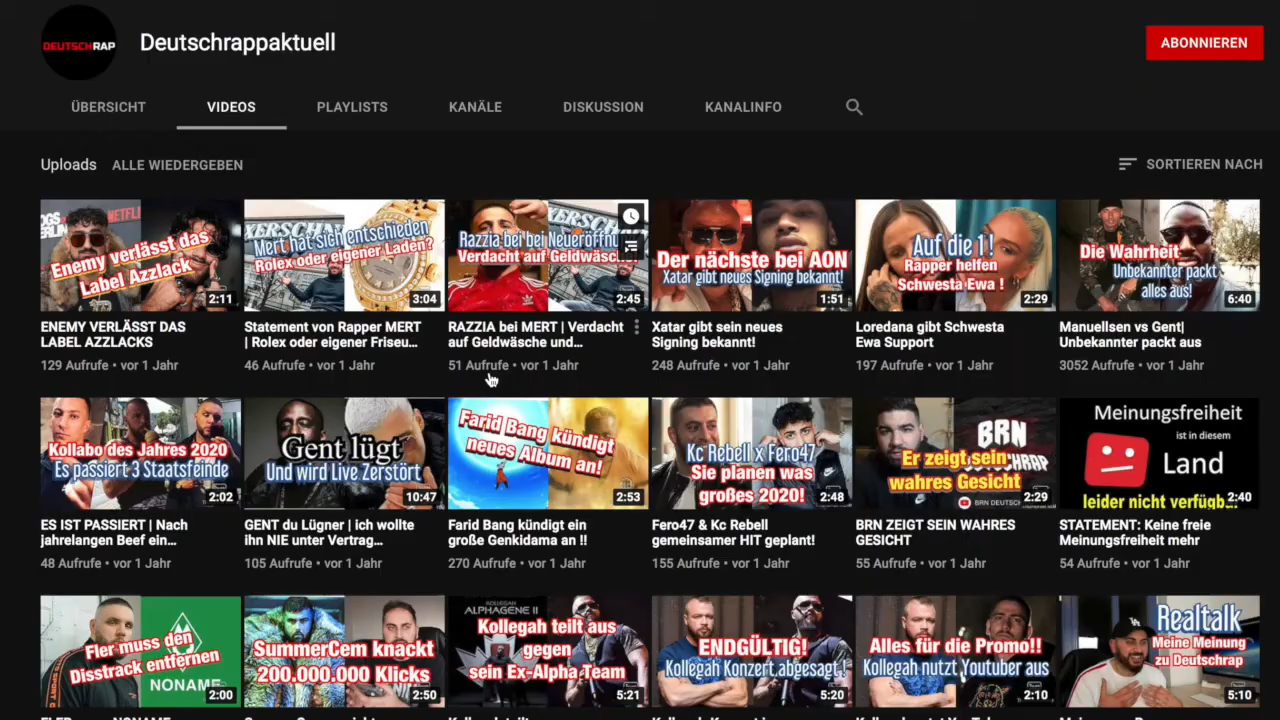 DEUTSCHRAP
Deutschrappaktuell
ABONNIEREN
ÜBERSICHT
VIDEOS
PLAYLISTS
KANÄLE
DISKUSSION
KANALINFO
Uploads
ALLE WIEDERGEBEN
SORTIEREN NACH
Enemy verlässt das
Label Azzlack
2:11
Mert hat sich entschieden
Rolex oder eigener Laden?
3:04
Razzia bei bei Neueröffnu
Verdacht auf Geldwäsch
2:45
Der nächste bei AON
Xatar gibt neues Signing bekannt!
1:51
Auf die 1!
Rapper helfen
Schwesta Ewa !
2:29
Die Wahrheit
Unbekannter packt
alles aus!
6:40
ENEMY VERLÄSST DAS
LABEL AZZLACKS
129 Aufrufe • vor 1 Jahr
Statement von Rapper MERT
| Rolex oder eigener Friseu...
46 Aufrufe • vor 1 Jahr
RAZZIA bei MERT | Verdacht
auf Geldwäsche und...
51 Aufrufe • vor 1 Jahr
Xatar gibt sein neues
Signing bekannt!
248 Aufrufe • vor 1 Jahr
Loredana gibt Schwesta
Ewa Support
197 Aufrufe • vor 1 Jahr
Manuellsen vs Gent|
Unbekannter packt aus
3052 Aufrufe • vor 1 Jahr
Kollabo des Jahres 2020
Es passiert 3 Staatsfeinde
2:02
Gent lügt
Und wird Live Zerstört
10:47
Farid Bang kündigt
neues Album an!
2:53
Kc Rebell x Fero47
Sie planen was
großes 2020!
2:48
BRN
Er zeigt sein
wahres Gesicht
BRN DEUTSC
2:29
Meinungsfreiheit
ist in diesem
Land
leider nicht verfügb...
2:40
ES IST PASSIERT | Nach
jahrelangen Beef ein...
48 Aufrufe • vor 1 Jahr
GENT du Lügner | ich wollte
ihn NIE unter Vertrag...
105 Aufrufe • vor 1 Jahr
Farid Bang kündigt ein
große Genkidama an !!
270 Aufrufe • vor 1 Jahr
Fero47 & Kc Rebell
gemeinsamer HIT geplant!
155 Aufrufe • vor 1 Jahr
BRN ZEIGT SEIN WAHRES
GESICHT
55 Aufrufe • vor 1 Jahr
STATEMENT: Keine freie
Meinungsfreiheit mehr
54 Aufrufe • vor 1 Jahr
Fler muss den
Disstrack entfernen
NONAME
2:00
SummerCem knackt
200.000.000 Klicks
2:50
KOLLEGAH
ALPHAGENE II
Kollegah teilt aus
gegen
sein Ex-Alpha Team
5:21
ENDGÜLTIG!
Kollegah Konzert abgesagt!
5:20
Alles für die Promo!!
Kollegah nutzt Youtuber aus
2:10
Realtalk
Meine Meinung
zu Deutschrap
5:10